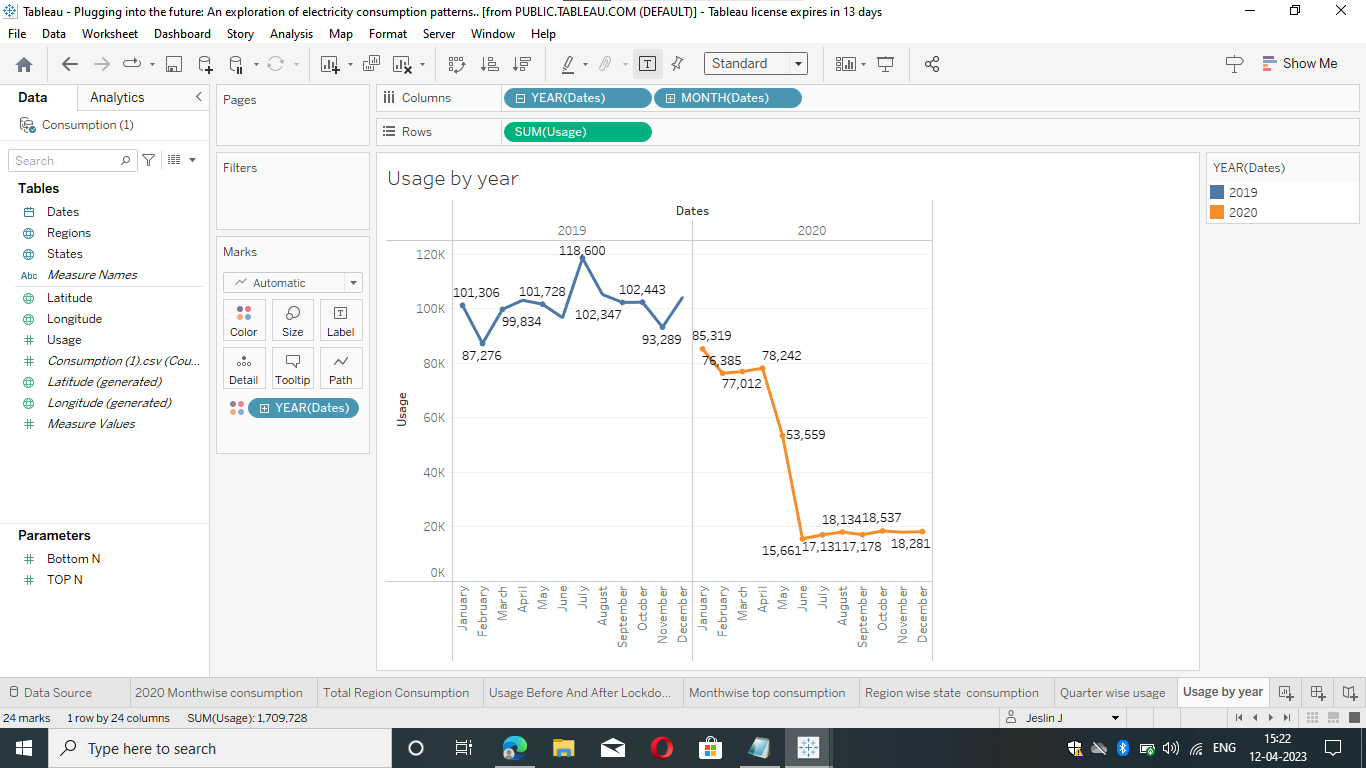 Tableau - Plugging into the future: An exploration of electricity consumption patterns.. [from PUBLIC.TABLEAU.COM (DEFAULT)] - Tableau license expires in 13 days
File Data Worksheet Dashboard Story Analysis Map Format Server Window Help
Standard
Show Me
Data
Analytics
Consumption (1)
Search
Tables
Dates
Regions
States
Abc Measure Names
Latitude
Longitude
Usage
Consumption (1).csv (Cou...
Latitude (generated)
Longitude (generated)
Measure Values
Parameters
Bottom N
TOP N
Pages
Filters
Marks
Automatic
Color Size Label
Detail Tooltip Path
YEAR(Dates)
Columns YEAR(Dates) MONTH(Dates)
Rows SUM(Usage)
Usage by year
Dates
2019 2020
Usage
120K
100K
80K
60K
40K
20K
0K
118,600
101,306 101,728 102,443
99,834 102,347
87,276 93,289
85,319
76,385 78,242
77,012
53,559
18,134 18,537
15,661 17,131 17,178 18,281
January February March April May June July August September October November December
January February March April May June July August September October November December
YEAR(Dates)
2019
2020
Data Source 2020 Monthwise consumption Total Region Consumption Usage Before And After Lockdo... Monthwise top consumption Region wise state consumption Quarter wise usage Usage by year
24 marks 1 row by 24 columns SUM(Usage): 1,709,728 Jeslin J
Type here to search
ENG
15:22
12-04-2023